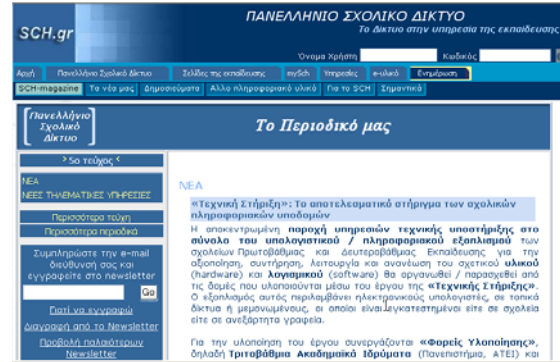 SCH.gr
ΠΑΝΕΛΛΗΝΙΟ ΣΧΟΛΙΚΟ ΔΙΚΤΥΟ
Το Δίκτυο στην υπηρεσία της εκπαίδευσης
Όνομα Χρήστη
Κωδικός
Αρχή Πανελλήνιο Σχολικό Δίκτυο Σελίδες της εκπαίδευσης mySch Υπηρεσίες e-υλικό Ενημέρωση
SCH-magazine Τα νέα μας Δημοσιεύματα Αλλο πληροφοριακό υλικό Για το SCH Σημαντικά
Πανελλήνιο
Σχολικό
Δίκτυο
Το Περιοδικό μας
> 5ο τεύχος <
ΝΕΑ
ΝΕΕΣ ΤΗΛΕΜΑΤΙΚΕΣ ΥΠΗΡΕΣΙΕΣ
Περισσότερα τεύχη
Περισσότερα περιοδικά
Συμπληρώστε την e-mail
διεύθυνσή σας και
εγγραφείτε στο newsletter
Go
Γιατί να εγγραφώ
Διαγραφή από το Newsletter
Προβολή παλαιότερων
Newsletter
ΝΕΑ
«Τεχνική Στήριξη»: Το αποτελεσματικό στήριγμα των σχολικών
πληροφοριακών υποδομών
Η αποκεντρωμένη παροχή υπηρεσιών τεχνικής υποστήριξης στο
σύνολο του υπολογιστικού / πληροφοριακού εξοπλισμού των
σχολείων Πρωτοβάθμιας και Δευτεροβάθμιας Εκπαίδευσης για την
αξιοποίηση, συντήρηση, λειτουργία και ανανέωση του σχετικού υλικού
(hardware) και λογισμικού (software) θα οργανωθεί / παρασχεθεί από
τις δομές που υλοποιούνται μέσω του έργου της «Τεχνικής Στήριξης».
Ο εξοπλισμός αυτός περιλαμβάνει ηλεκτρονικούς υπολογιστές, σε τοπικά
δίκτυα ή μεμονωμένους, οι οποίοι είναι εγκατεστημένοι είτε σε σχολεία
είτε σε ανεξάρτητα γραφεία.
Για την υλοποίηση του έργου συνεργάζονται «Φορείς Υλοποίησης»,
δηλαδή Τριτοβάθμια Ακαδημαϊκά Ιδρύματα (Πανεπιστήμια, ΑΤΕΙ) και